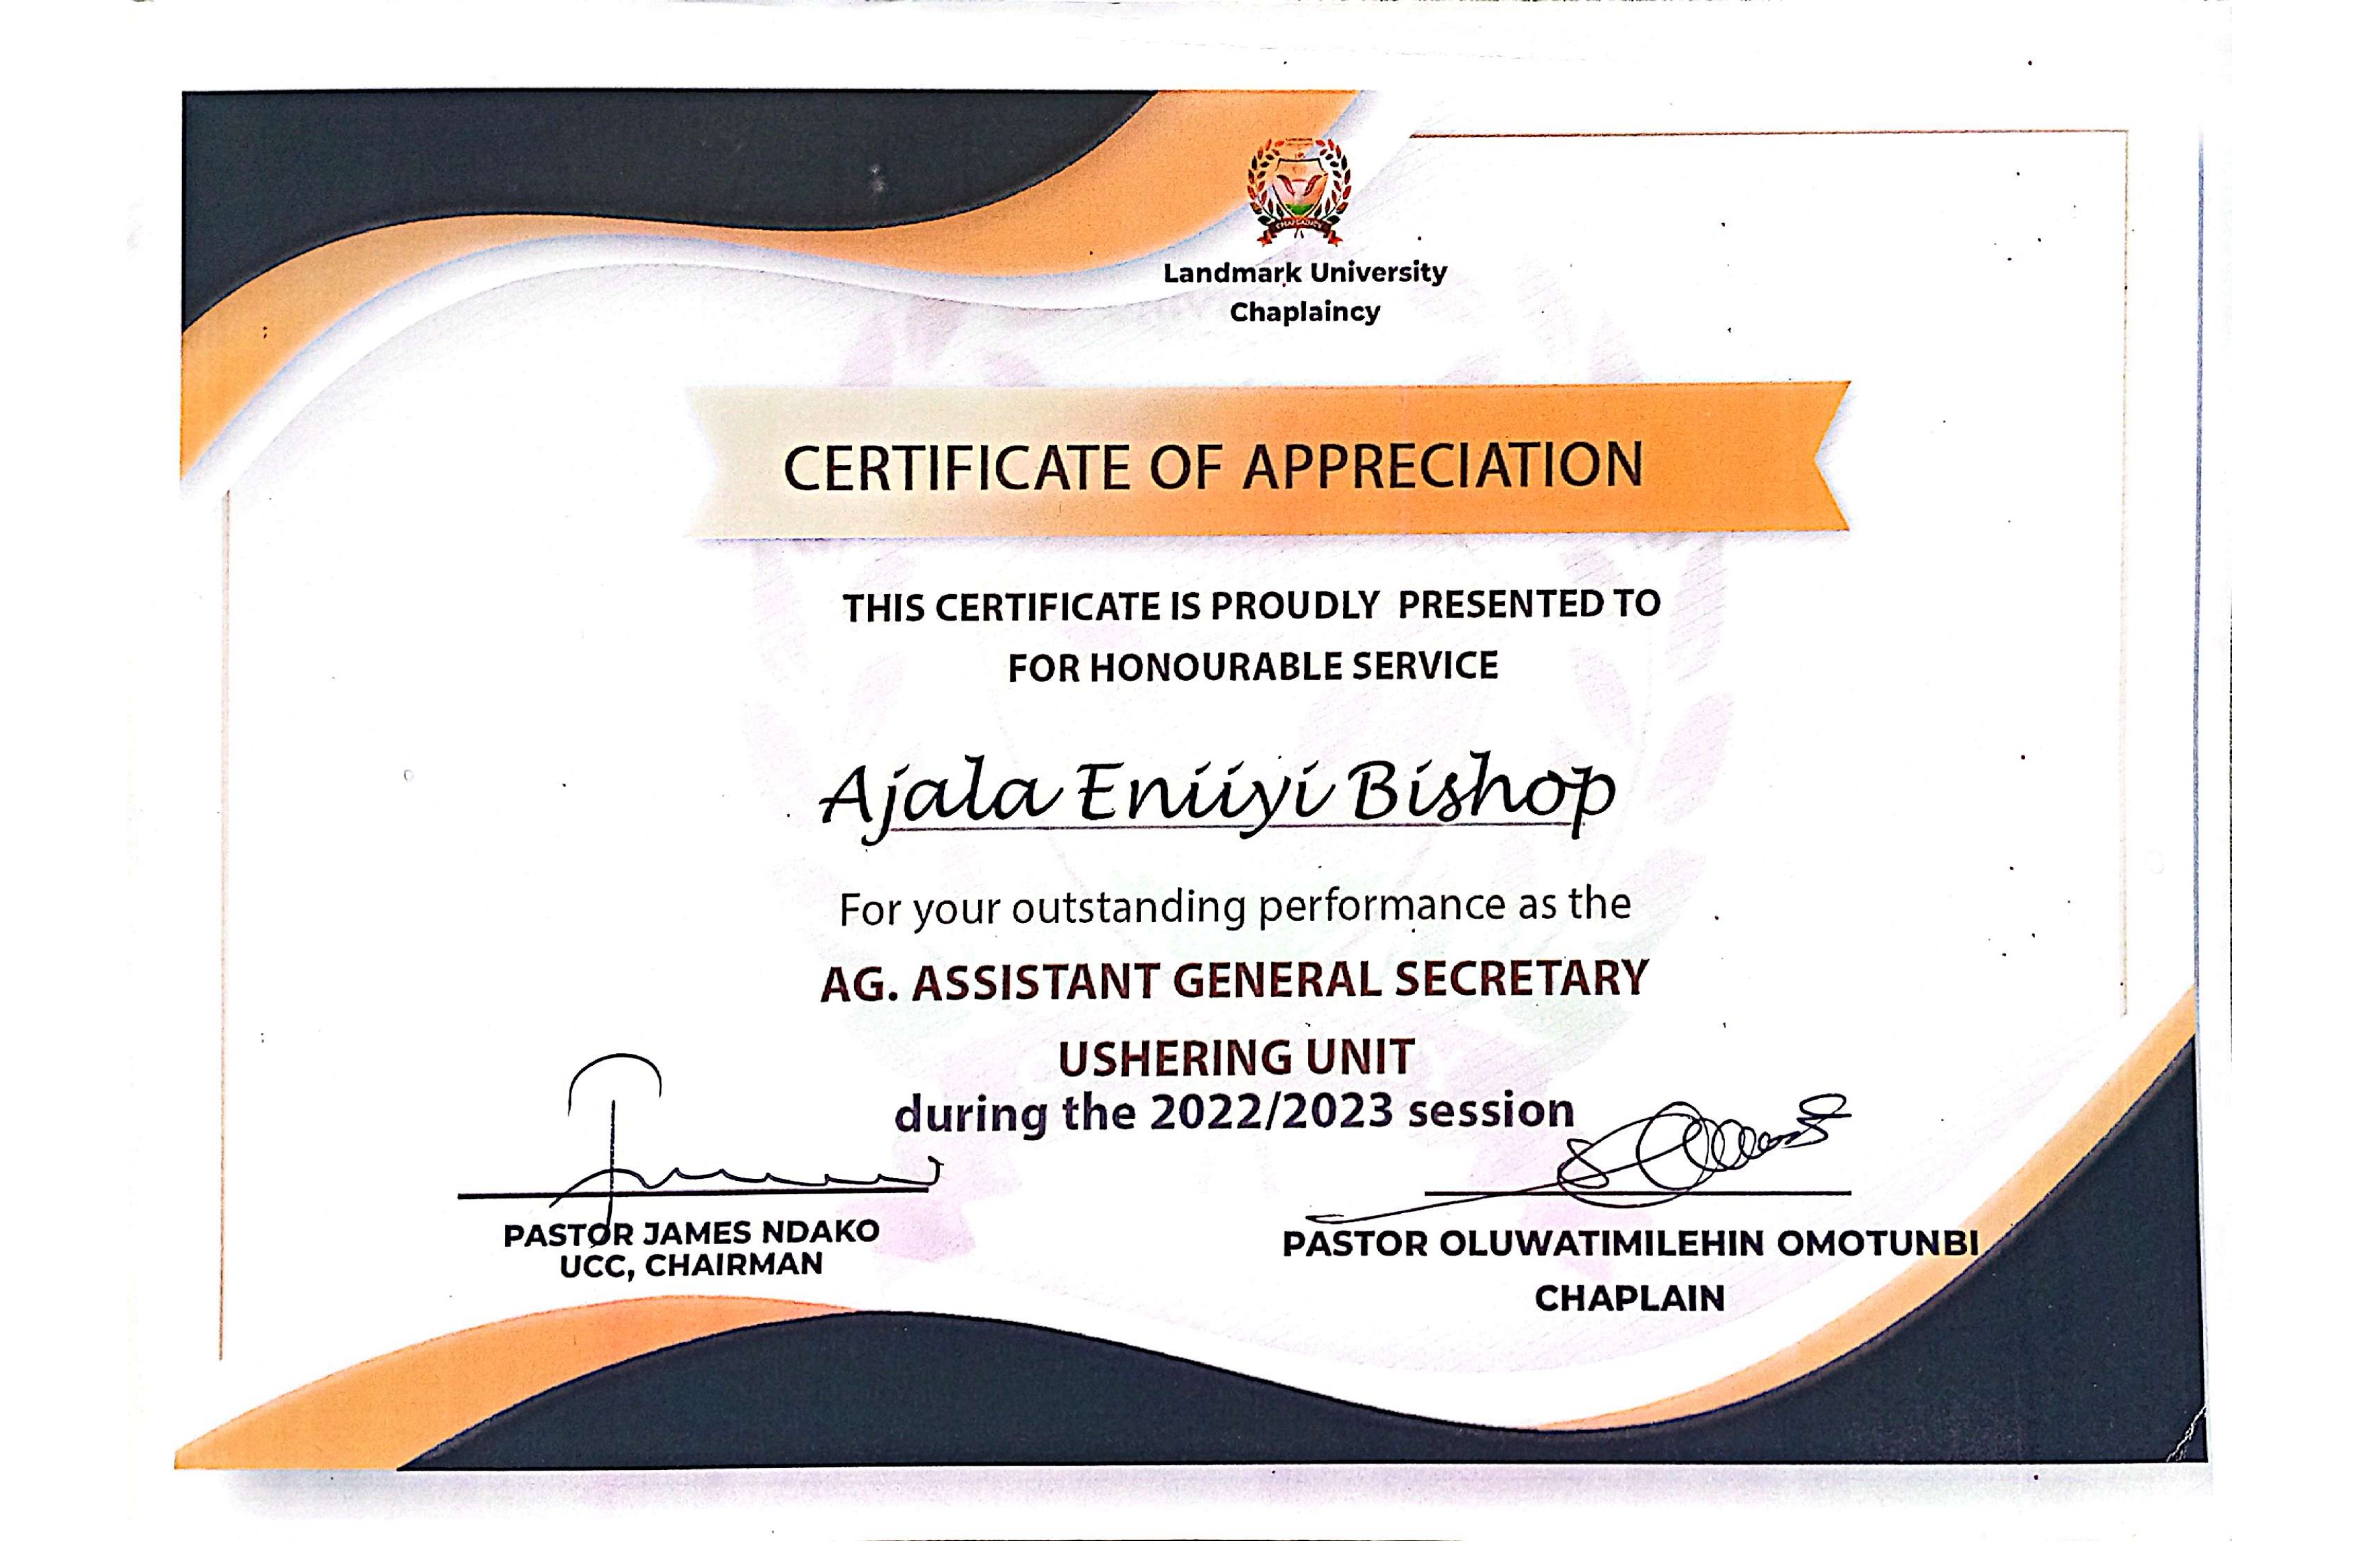 Landmark University
Chaplaincy
CERTIFICATE OF APPRECIATION
THIS CERTIFICATE IS PROUDLY PRESENTED TO
FOR HONOURABLE SERVICE
Ajala Eniiyi Bishop
For your outstanding performance as the
AG. ASSISTANT GENERAL SECRETARY
USHERING UNIT
during the 2022/2023 session
PASTOR JAMES NDAKO
UCC, CHAIRMAN
PASTOR OLUWATIMILEHIN OMOTUNBI
CHAPLAIN